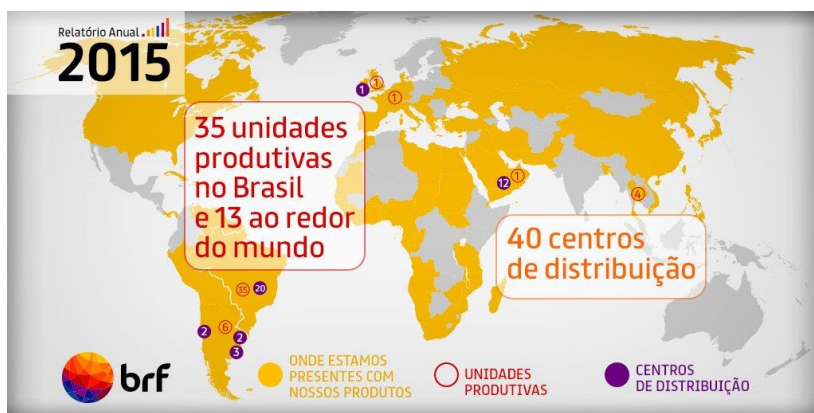 Relatório Anual
2015
1
1
1
35 unidades
produtivas
no Brasil
e 13 ao redor
do mundo
12
1
4
40 centros
de distribuição
35
20
2
6
2
3
brf
ONDE ESTAMOS
PRESENTES COM
NOSSOS PRODUTOS
UNIDADES
PRODUTIVAS
CENTROS
DE DISTRIBUIÇÃO